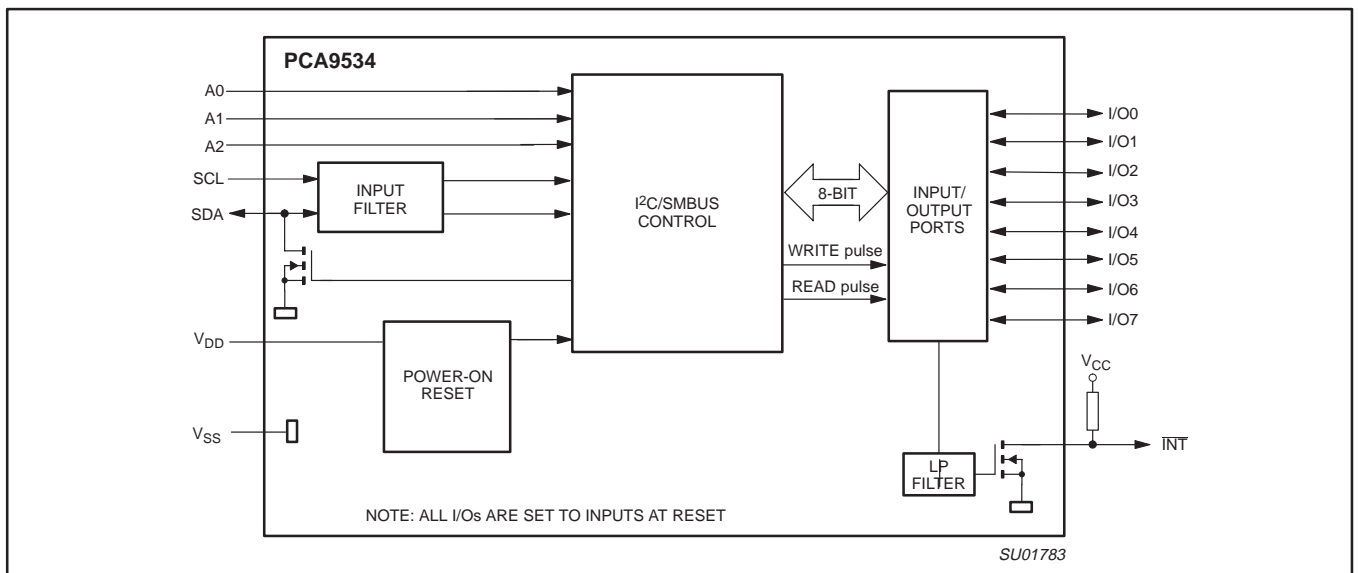 PCA9534
A0
A1
A2
SCL
SDA
INPUT
FILTER
I²C/SMBUS
CONTROL
8-BIT
WRITE pulse
READ pulse
INPUT/
OUTPUT
PORTS
I/O0
I/O1
I/O2
I/O3
I/O4
I/O5
I/O6
I/O7
VDD
POWER-ON
RESET
VSS
VCC
INT
LP
FILTER
NOTE: ALL I/Os ARE SET TO INPUTS AT RESET
SU01783